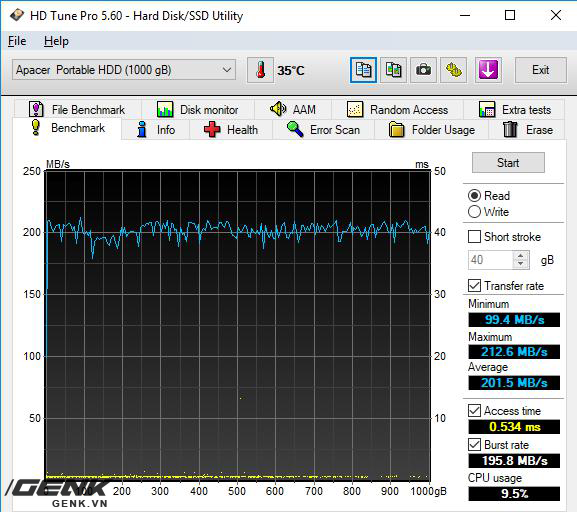 HD Tune Pro 5.60 - Hard Disk/SSD Utility
File Help
Apacer Portable HDD (1000 gB) 35°C Exit
File Benchmark Disk monitor AAM Random Access Extra tests
Benchmark Info Health Error Scan Folder Usage Erase
MB/s ms
250 50
200 40
150 30
100 20
50 10
100 200 300 400 500 600 700 800 900 1000gB
Start
Read
Write
Short stroke
40 gB
Transfer rate
Minimum
99.4 MB/s
Maximum
212.6 MB/s
Average
201.5 MB/s
Access time
0.534 ms
Burst rate
195.8 MB/s
CPU usage
9.5%
GENK
GENK.VN